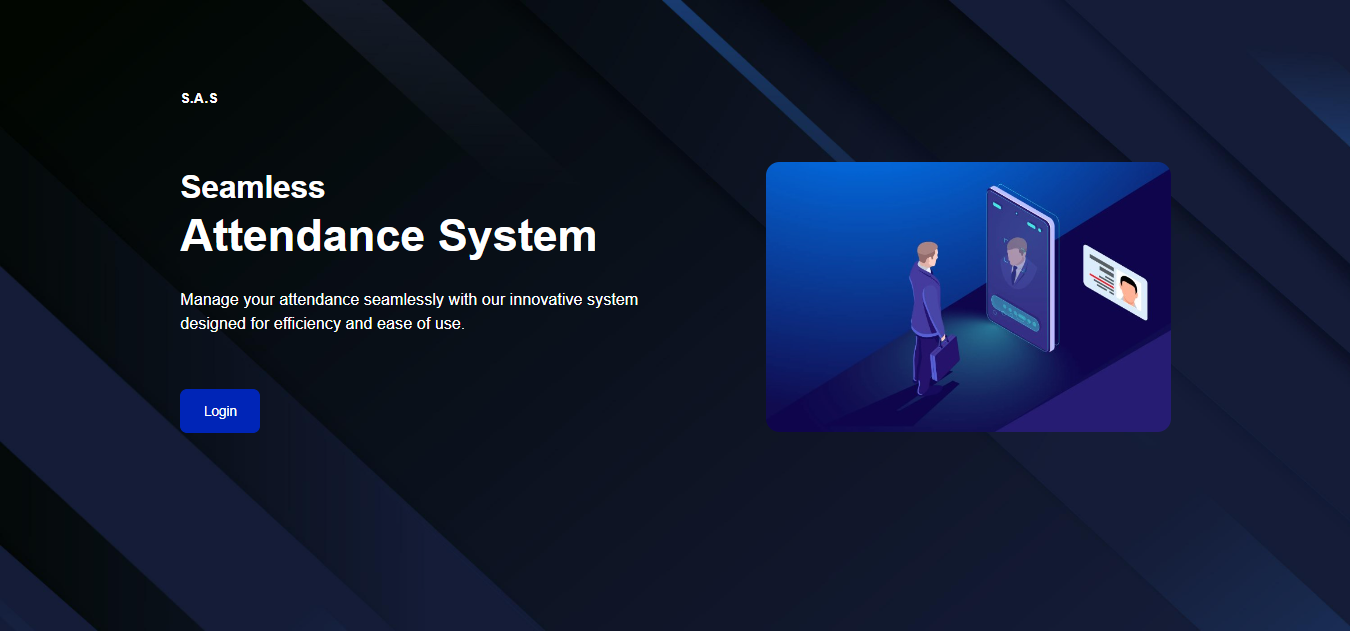 S.A.S
Seamless
Attendance System
Manage your attendance seamlessly with our innovative system
designed for efficiency and ease of use.
Login